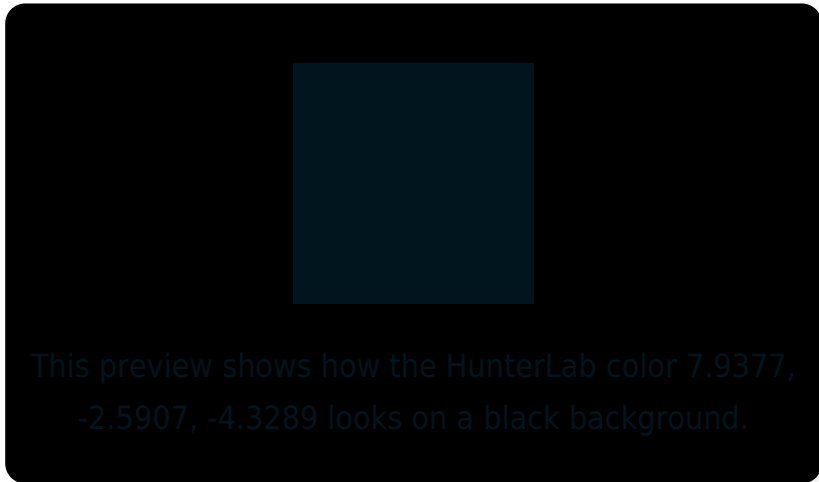 This preview shows how the HunterLab color 7.9377,
-2.5907, -4.3289 looks on a black background.